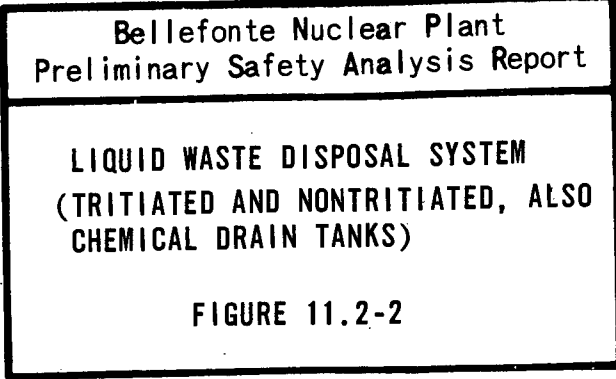 Bellefonte Nuclear Plant
Preliminary Safety Analysis Report
LIQUID WASTE DISPOSAL SYSTEM
(TRITIATED AND NONTRITIATED, ALSO
CHEMICAL DRAIN TANKS)
FIGURE 11.2-2